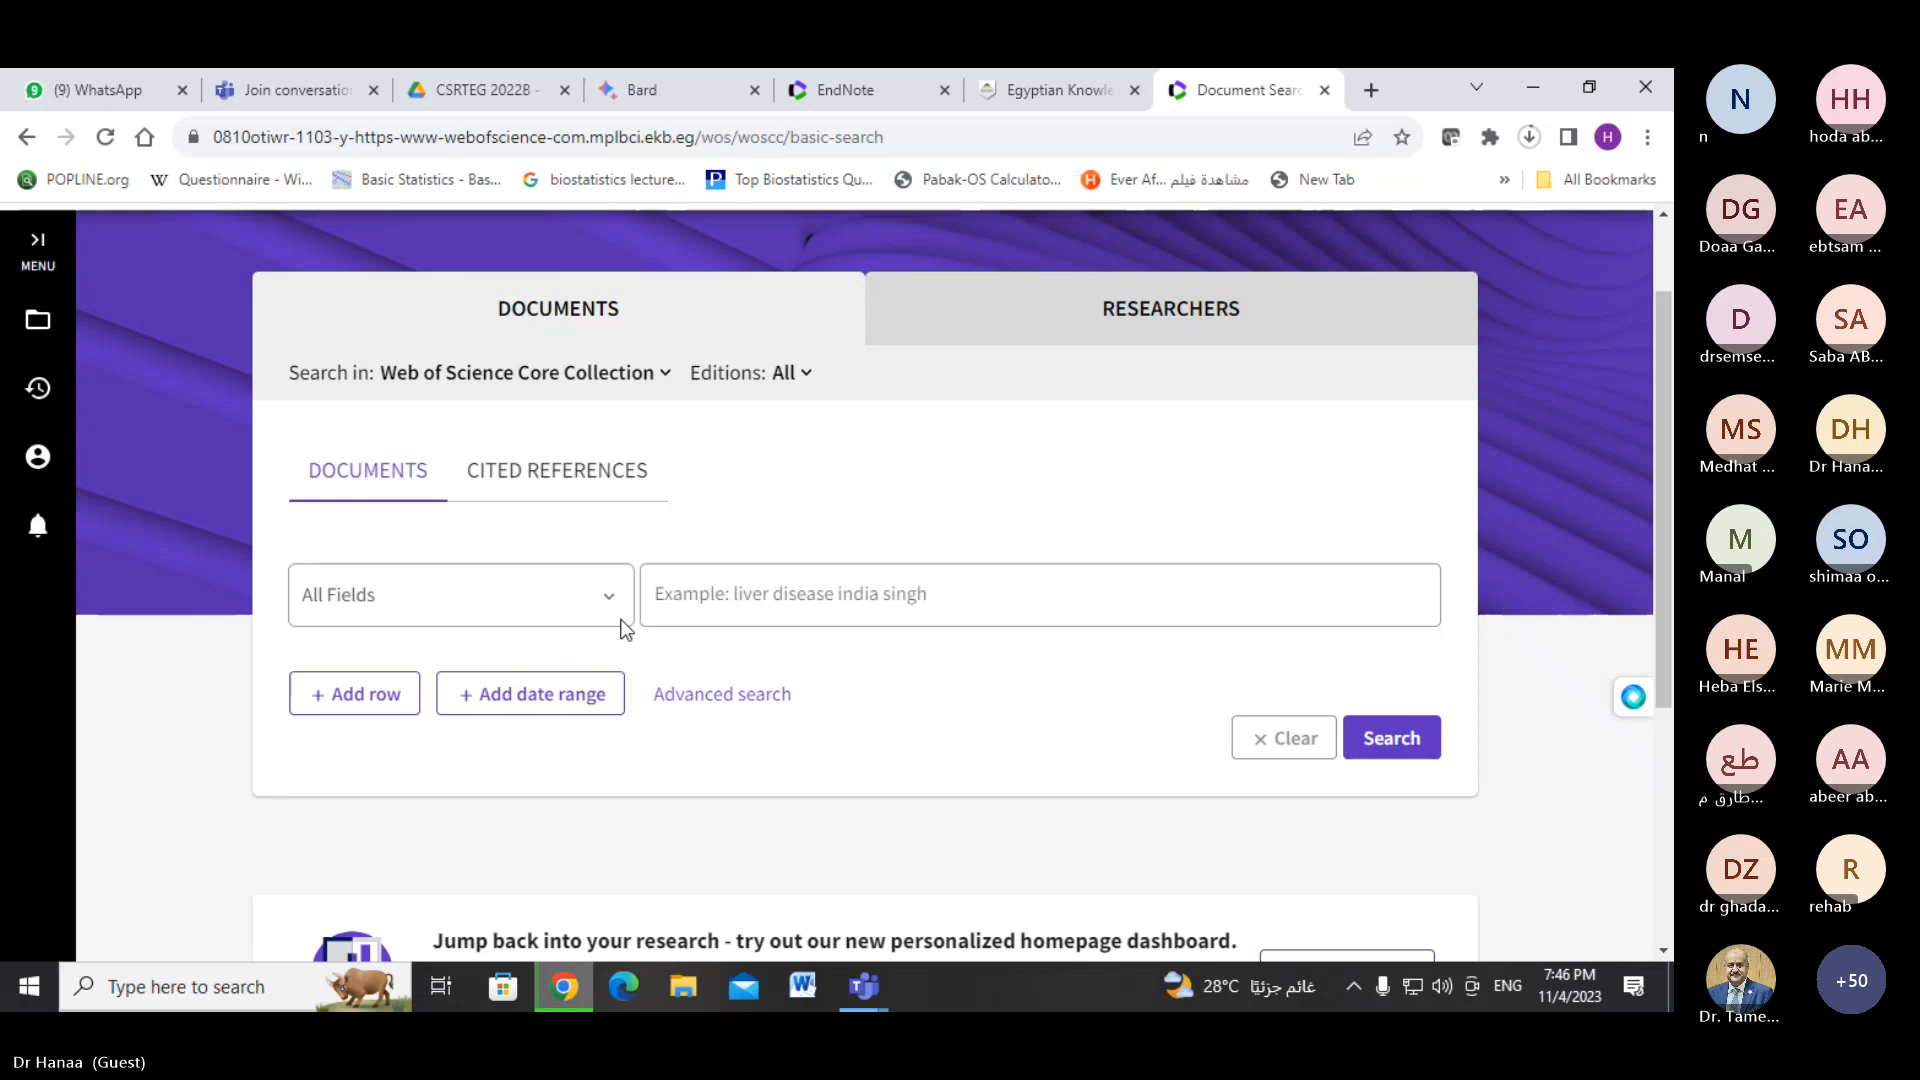 (9) WhatsApp
Join conversatio
CSRTEG 2022B -
Bard
EndNote
Egyptian Knowle
Document Searc
0810otiwr-1103-y-https-www-webofscience-com.mplbci.ekb.eg/wos/woscc/basic-search
H
POPLINE.org
Questionnaire - Wi...
Basic Statistics - Bas...
biostatistics lecture...
Top Biostatistics Qu...
Pabak-OS Calculato...
Ever Af... مشاهدة فيلم
New Tab
»
All Bookmarks
MENU
DOCUMENTS
RESEARCHERS
Search in: Web of Science Core Collection
Editions: All
DOCUMENTS
CITED REFERENCES
All Fields
Example: liver disease india singh
+ Add row
+ Add date range
Advanced search
× Clear
Search
Jump back into your research - try out our new personalized homepage dashboard.
Type here to search
28°C غائم جزئيًا
ENG
7:46 PM
11/4/2023
N
n
HH
hoda ab...
DG
Doaa Ga...
EA
ebtsam ...
D
drsemse...
SA
Saba AB...
MS
Medhat ...
DH
Dr Hana...
M
Manal
SO
shimaa o...
HE
Heba Els...
MM
Marie M...
طع
طارق م...
AA
abeer ab...
DZ
dr ghada...
R
rehab
Dr. Tame...
+50
Dr Hanaa (Guest)